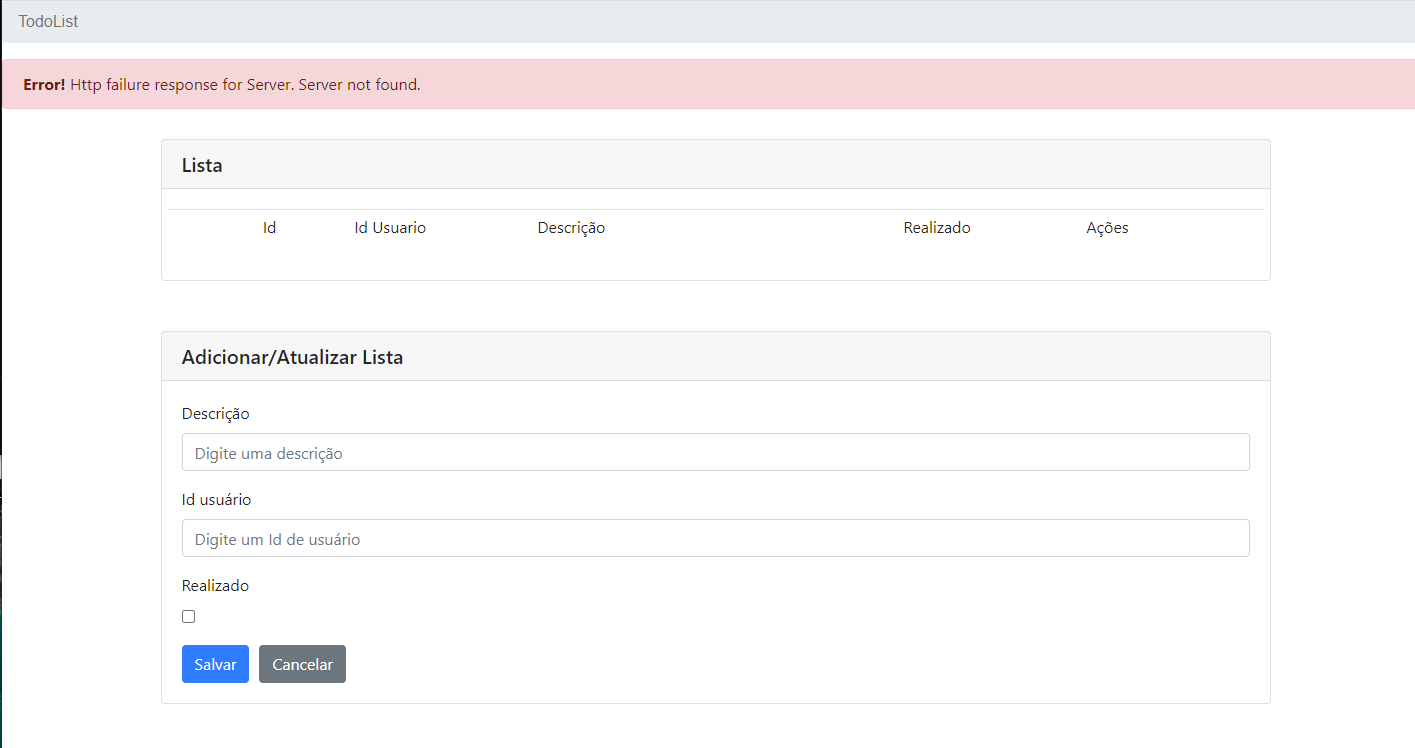 TodoList
Error! Http failure response for Server. Server not found.
Lista
Id Id Usuario Descrição Realizado Ações
Adicionar/Atualizar Lista
Descrição
Digite uma descrição
Id usuário
Digite um Id de usuário
Realizado
Salvar Cancelar